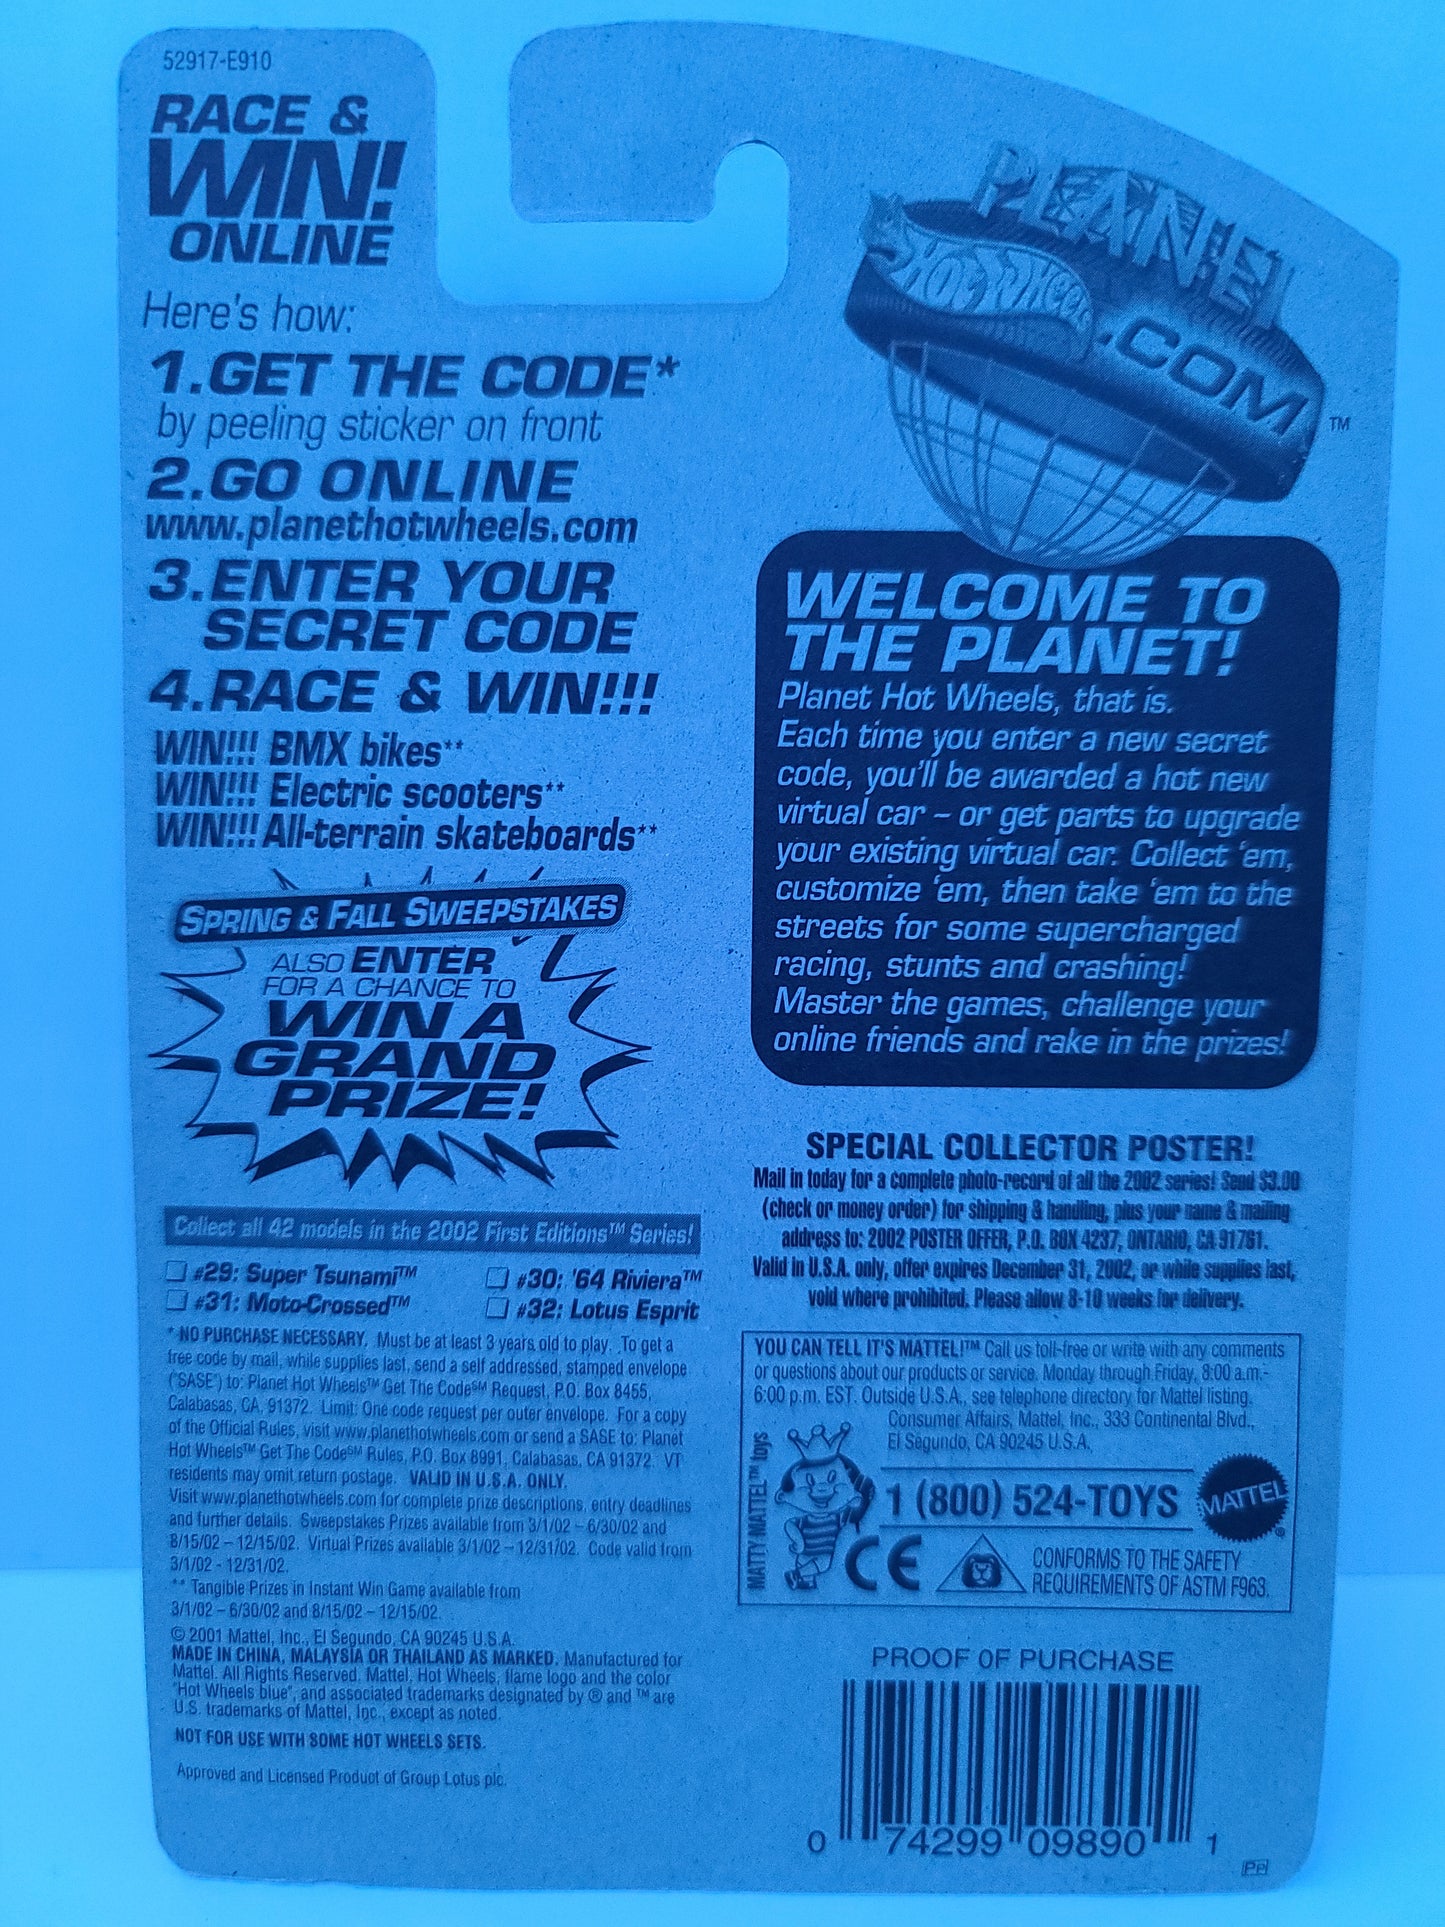 52917-E910
RACE &
WIN!
ONLINE
Here's how:
1.GET THE CODE*
by peeling sticker on front
2.GO ONLINE
www.planethotwheels.com
3.ENTER YOUR
SECRET CODE
4.RACE & WIN!!!
WIN!!! BMX bikes**
WIN!!! Electric scooters**
WIN!!! All-terrain skateboards**
SPRING & FALL SWEEPSTAKES
ALSO ENTER
FOR A CHANCE TO
WIN A
GRAND
PRIZE!
Collect all 42 models in the 2002 First Editions™ Series!
#29: Super Tsunami™
#30: '64 Riviera™
#31: Moto-Crossed™
#32: Lotus Esprit
* NO PURCHASE NECESSARY. Must be at least 3 years old to play. To get a
free code by mail, while supplies last, send a self addressed, stamped envelope
("SASE") to: Planet Hot Wheels™ Get The Code℠ Request, P.O. Box 8455,
Calabasas, CA, 91372. Limit: One code request per outer envelope. For a copy
of the Official Rules, visit www.planethotwheels.com or send a SASE to: Planet
Hot Wheels™ Get The Code℠ Rules, P.O. Box 8991, Calabasas, CA 91372. VT
residents may omit return postage. VALID IN U.S.A. ONLY.
Visit www.planethotwheels.com for complete prize descriptions, entry deadlines
and further details. Sweepstakes Prizes available from 3/1/02 – 6/30/02 and
8/15/02 – 12/15/02. Virtual Prizes available 3/1/02 – 12/31/02. Code valid from
3/1/02 - 12/31/02.
** Tangible Prizes in Instant Win Game available from
3/1/02 – 6/30/02 and 8/15/02 – 12/15/02.
© 2001 Mattel, Inc., El Segundo, CA 90245 U.S.A.
MADE IN CHINA, MALAYSIA OR THAILAND AS MARKED. Manufactured for
Mattel. All Rights Reserved. Mattel, Hot Wheels, flame logo and the color
"Hot Wheels blue", and associated trademarks designated by ® and ™ are
U.S. trademarks of Mattel, Inc., except as noted.
NOT FOR USE WITH SOME HOT WHEELS SETS.
Approved and Licensed Product of Group Lotus plc.
PLANET
HOT WHEELS
.COM
™
WELCOME TO
THE PLANET!
Planet Hot Wheels, that is.
Each time you enter a new secret
code, you'll be awarded a hot new
virtual car – or get parts to upgrade
your existing virtual car. Collect 'em,
customize 'em, then take 'em to the
streets for some supercharged
racing, stunts and crashing!
Master the games, challenge your
online friends and rake in the prizes!
SPECIAL COLLECTOR POSTER!
Mail in today for a complete photo-record of all the 2002 series! Send $3.00
(check or money order) for shipping & handling, plus your name & mailing
address to: 2002 POSTER OFFER, P.O. BOX 4237, ONTARIO, CA 91761.
Valid in U.S.A. only, offer expires December 31, 2002, or while supplies last,
void where prohibited. Please allow 8-10 weeks for delivery.
YOU CAN TELL IT'S MATTEL!™ Call us toll-free or write with any comments
or questions about our products or service. Monday through Friday, 8:00 a.m.-
6:00 p.m. EST. Outside U.S.A., see telephone directory for Mattel listing.
Consumer Affairs, Mattel, Inc., 333 Continental Blvd.,
El Segundo, CA 90245 U.S.A.
MATTY MATTEL™ toys
1 (800) 524-TOYS
MATTEL®
CE
CONFORMS TO THE SAFETY
REQUIREMENTS OF ASTM F963.
PROOF OF PURCHASE
0 74299 09890 1
PP